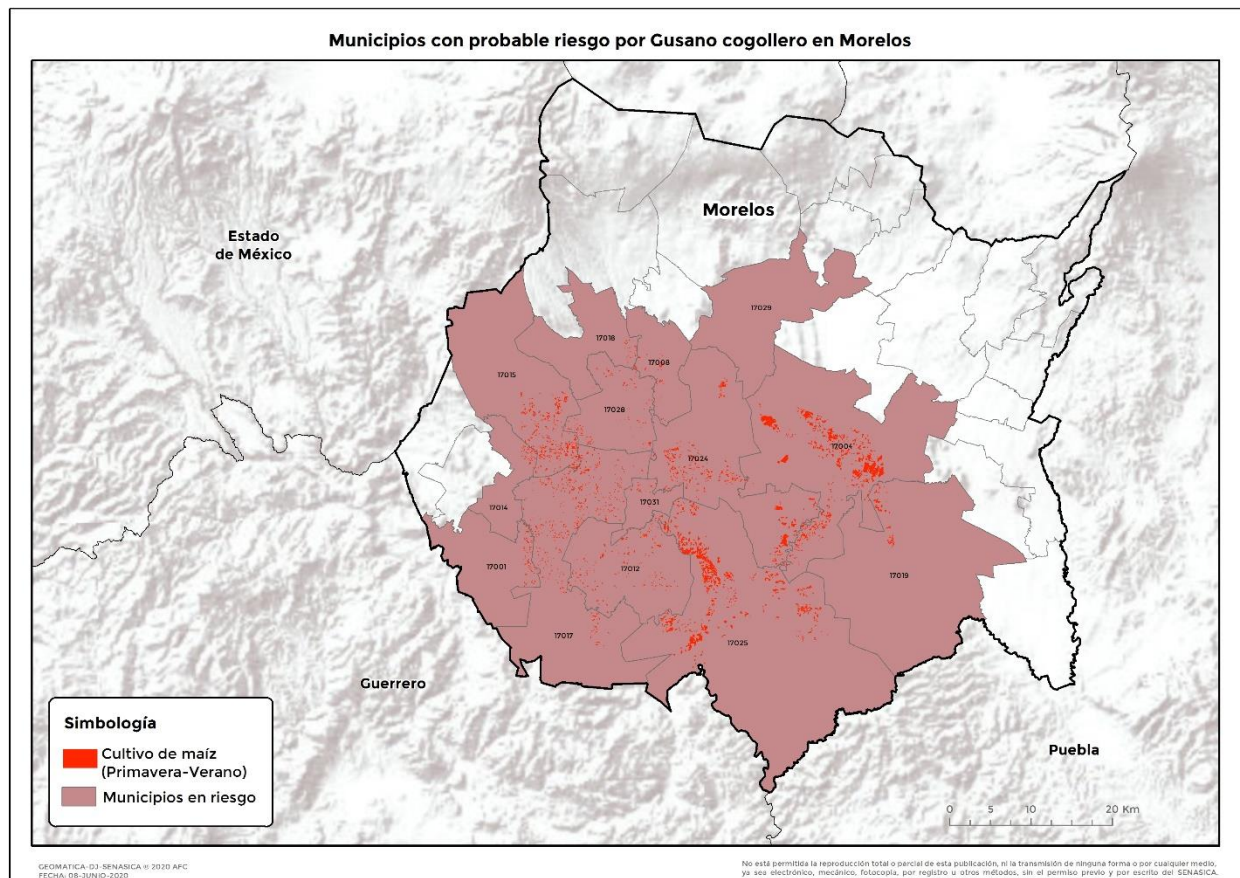 Municipios con probable riesgo por Gusano cogollero en Morelos
Morelos
Estado
de México
17029
17018
17008
17015
17028
17004
17024
17031
17014
17001
17012
17019
17017
17025
Guerrero
Puebla
Simbología
Cultivo de maíz
(Primavera-Verano)
Municipios en riesgo
0 5 10 20 Km
GEOMATICA-DJ-SENASICA ® 2020 AFC
FECHA: 08-JUNIO-2020
No está permitida la reproducción total o parcial de esta publicación, ni la transmisión de ninguna forma o por cualquier medio,
ya sea electrónico, mecánico, fotocopia, por registro u otros métodos, sin el permiso previo y por escrito del SENASICA.